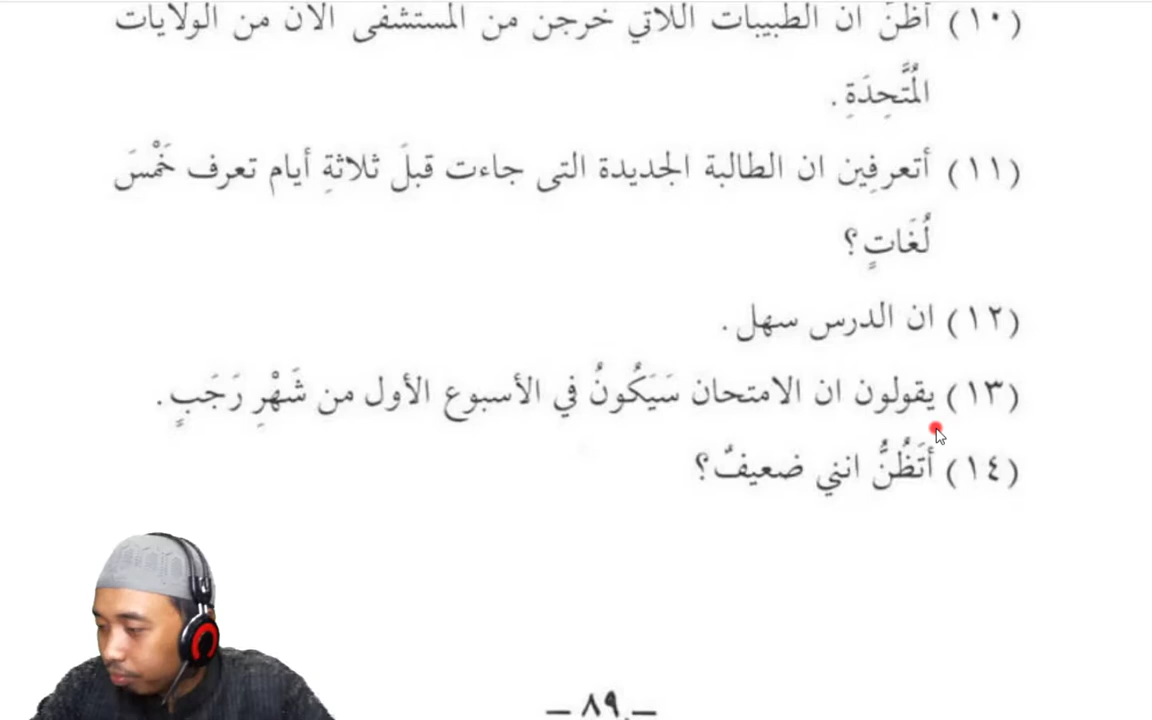 (١٠) أظُنّ ان الطبيبات اللاتي خرجن من المستشفى الآن من الولايات
المُتَّحِدَةِ .
(١١) أتعرفِين ان الطالبة الجديدة التى جاءت قبلَ ثلاثةِ أيام تعرف خَمْسَ
لُغَاتٍ ؟
(١٢) ان الدرس سهل .
(١٣) يقولون ان الامتحان سَيَكُونُ في الأسبوع الأول من شَهْرِ رَجَبٍ .
(١٤) أتَظُنُّ انني ضعيفٌ ؟
— ٨٩ —